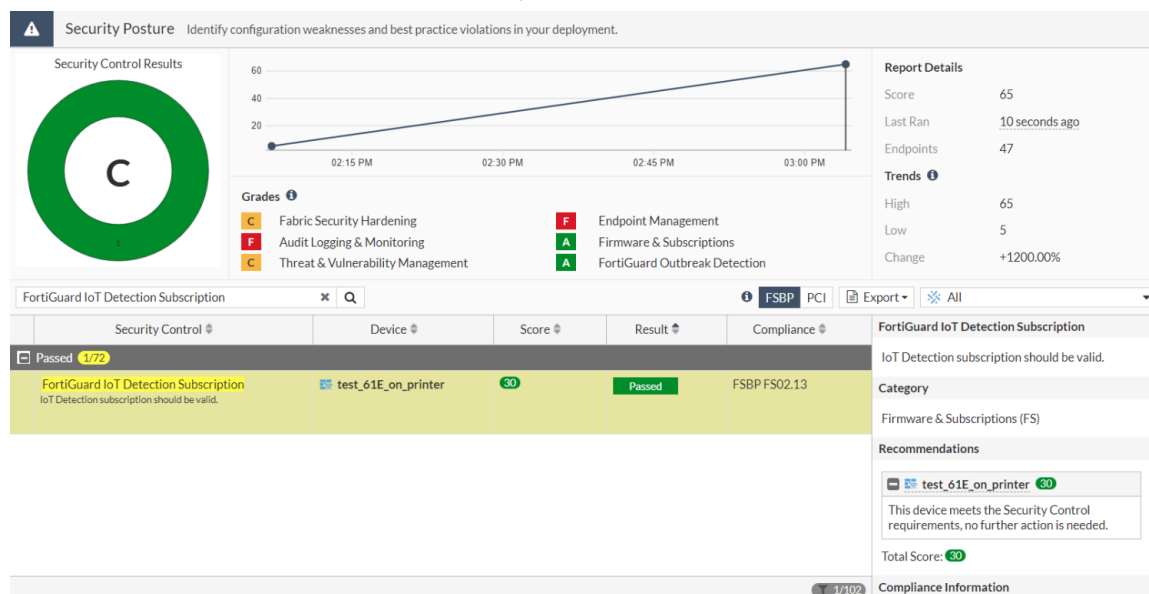 Security Posture Identify configuration weaknesses and best practice violations in your deployment.
Security Control Results
C
1
60
40
20
02:15 PM 02:30 PM 02:45 PM 03:00 PM
Grades
C Fabric Security Hardening
F Audit Logging & Monitoring
C Threat & Vulnerability Management
F Endpoint Management
A Firmware & Subscriptions
A FortiGuard Outbreak Detection
Report Details
Score 65
Last Ran 10 seconds ago
Endpoints 47
Trends
High 65
Low 5
Change +1200.00%
FortiGuard IoT Detection Subscription
FSBP PCI Export All
Security Control Device Score Result Compliance
Passed 1/72
FortiGuard IoT Detection Subscription test_61E_on_printer 30 Passed FSBP FS02.13
IoT Detection subscription should be valid.
1/102
FortiGuard IoT Detection Subscription
IoT Detection subscription should be valid.
Category
Firmware & Subscriptions (FS)
Recommendations
test_61E_on_printer 30
This device meets the Security Control
requirements, no further action is needed.
Total Score: 30
Compliance Information